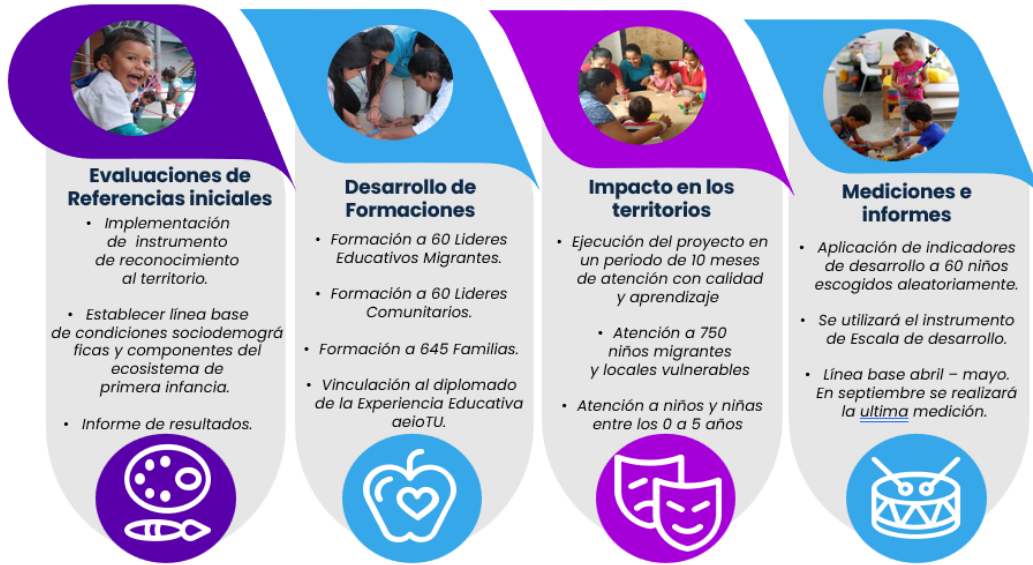 Evaluaciones de
Referencias iniciales
• Implementación
de instrumento
de reconocimiento
al territorio.
• Establecer línea base
de condiciones sociodemográ
ficas y componentes del
ecosistema de
primera infancia.
• Informe de resultados.
Desarrollo de
Formaciones
• Formación a 60 Lideres
Educativos Migrantes.
• Formación a 60 Lideres
Comunitarios.
• Formación a 645 Familias.
• Vinculación al diplomado
de la Experiencia Educativa
aeioTU.
Impacto en los
territorios
• Ejecución del proyecto en
un periodo de 10 meses
de atención con calidad
y aprendizaje
• Atención a 750
niños migrantes
y locales vulnerables
• Atención a niños y niñas
entre los 0 a 5 años
Mediciones e
informes
• Aplicación de indicadores
de desarrollo a 60 niños
escogidos aleatoriamente.
• Se utilizará el instrumento
de Escala de desarrollo.
• Línea base abril – mayo.
En septiembre se realizará
la ultima medición.